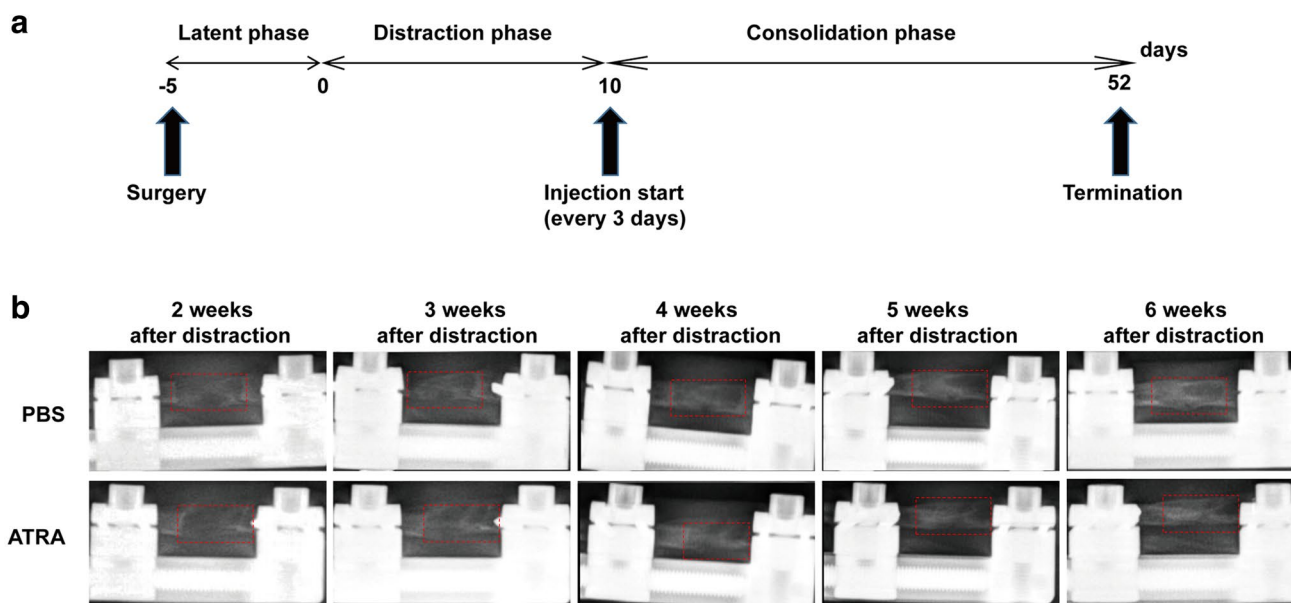 a
Latent phase
Distraction phase
Consolidation phase
days
-5
0
10
52
Surgery
Injection start
(every 3 days)
Termination
b
2 weeks
after distraction
3 weeks
after distraction
4 weeks
after distraction
5 weeks
after distraction
6 weeks
after distraction
PBS
ATRA